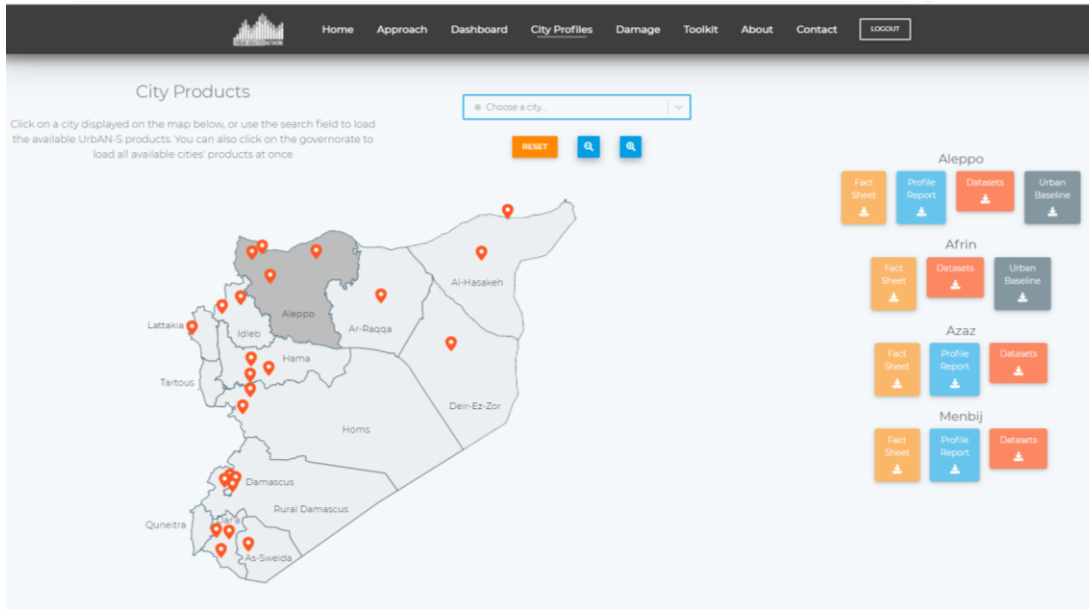 Home Approach Dashboard City Profiles Damage Toolkit About Contact LOGOUT
City Products
Click on a city displayed on the map below, or use the search field to load
the available UrbAN-S products. You can also click on the governorate to
load all available cities' products at once
Choose a city..
RESET
Aleppo
Fact Sheet
Profile Report
Datasets
Urban Baseline
Afrin
Fact Sheet
Datasets
Urban Baseline
Azaz
Fact Sheet
Profile Report
Datasets
Menbij
Fact Sheet
Profile Report
Datasets
Al-Hasakeh
Aleppo
Lattakia
Idleb
Ar-Raqqa
Hama
Tartous
Deir-Ez-Zor
Homs
Damascus
Rural Damascus
Quneitra
Dara
As-Sweida